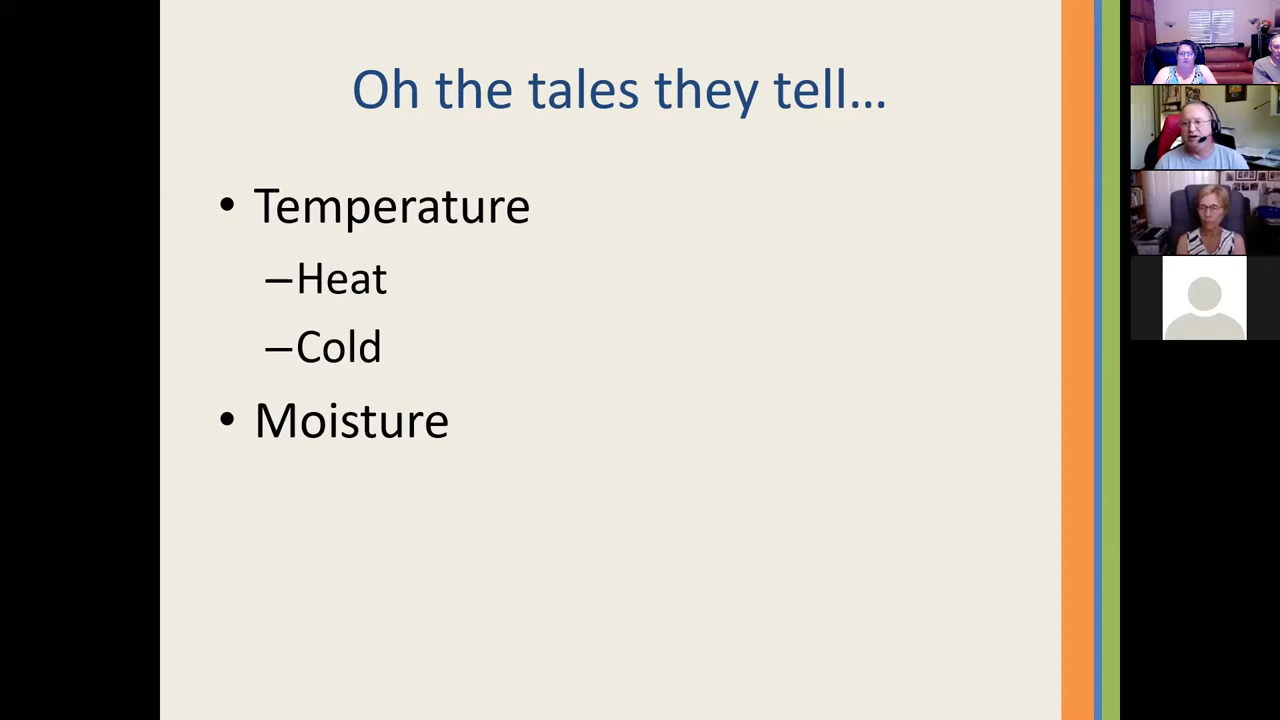 Oh the tales they tell…
• Temperature
–Heat
–Cold
• Moisture